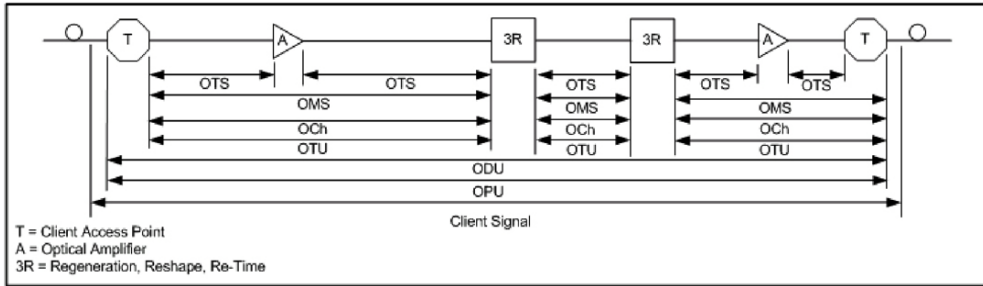 T A 3R 3R A T
OTS OTS OTS OTS OTS
OMS OMS OMS
OCh OCh OCh
OTU OTU OTU
ODU
OPU
Client Signal
T = Client Access Point
A = Optical Amplifier
3R = Regeneration, Reshape, Re-Time